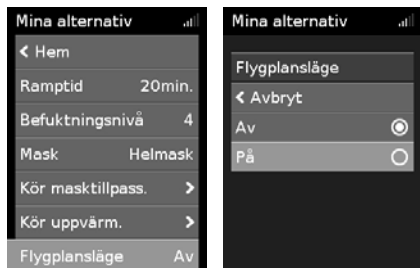 Mina alternativ
< Hem
Ramptid 20min.
Befuktningsnivå 4
Mask Helmask
Kör masktillpass. >
Kör uppvärm. >
Flygplansläge Av
Mina alternativ
Flygplansläge
< Avbryt
Av
På